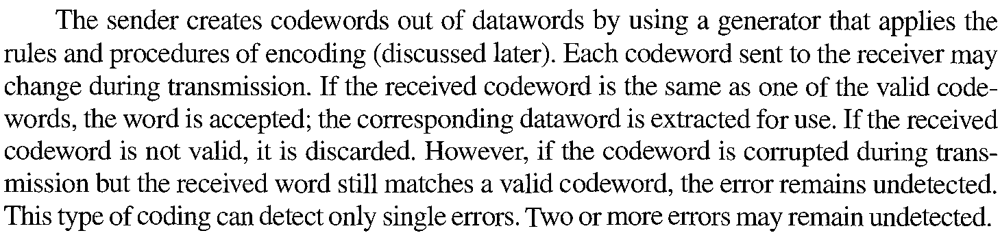 The sender creates codewords out of datawords by using a generator that applies the
rules and procedures of encoding (discussed later). Each codeword sent to the receiver may
change during transmission. If the received codeword is the same as one of the valid code-
words, the word is accepted; the corresponding dataword is extracted for use. If the received
codeword is not valid, it is discarded. However, if the codeword is corrupted during trans-
mission but the received word still matches a valid codeword, the error remains undetected.
This type of coding can detect only single errors. Two or more errors may remain undetected.